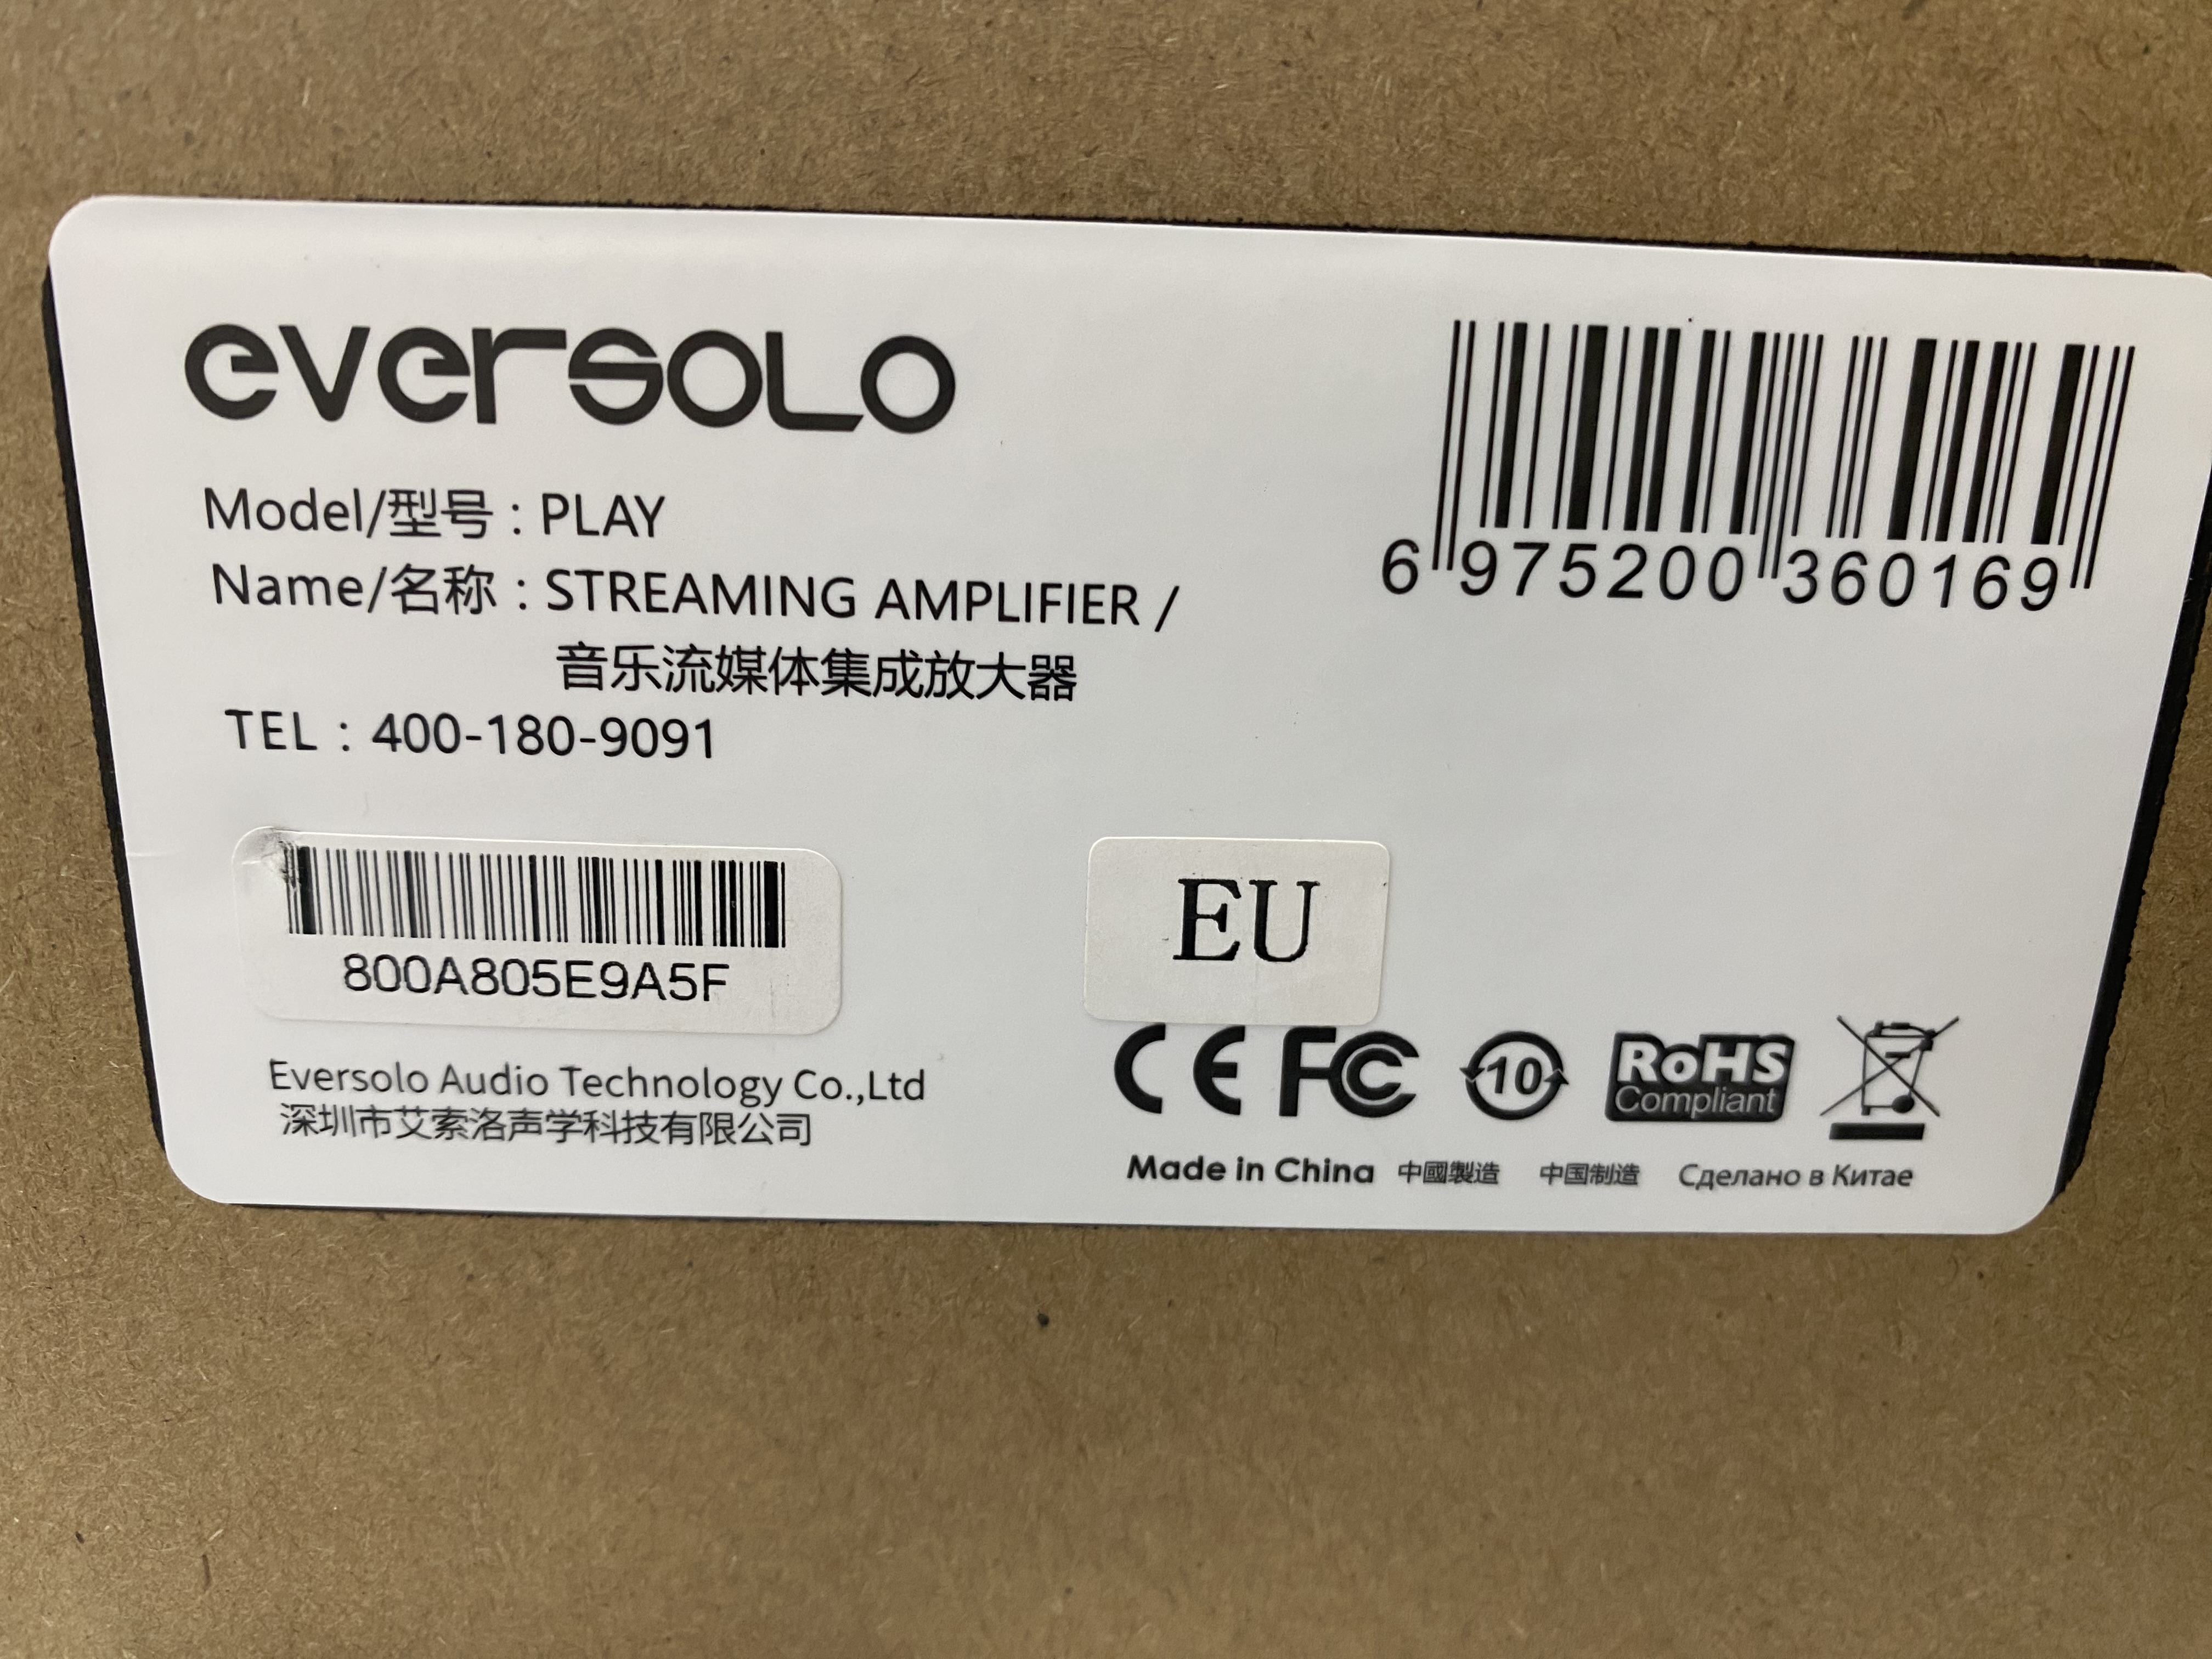 eversolo
Model/型号 : PLAY
Name/名称 : STREAMING AMPLIFIER /
音乐流媒体集成放大器
TEL : 400-180-9091
6 975200 360169
800A805E9A5F
EU
Eversolo Audio Technology Co.,Ltd
深圳市艾索洛声学科技有限公司
CE FC 10 RoHS Compliant
Made in China 中國製造 中国制造 Сделано в Китае